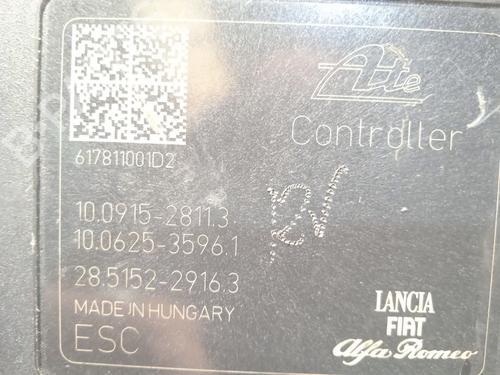 Ate
Controller
617811001D2
10.0915-2811.3
10.0625-3596.1
28.5152-2916.3
MADE IN HUNGARY
ESC
12V
LANCIA
FIAT
Alfa Romeo